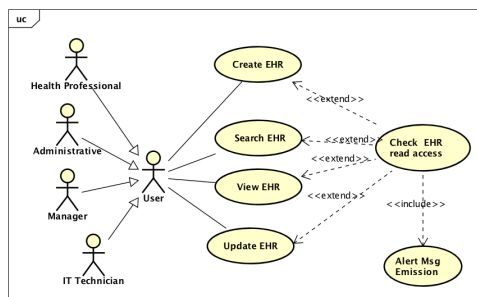 uc
Health Professional
Create EHR
<<extend>>
Administrative
Search EHR
<<extend>>
Check EHR
read access
<<extend>>
Manager
User
View EHR
<<extend>>
<<include>>
Update EHR
IT Technician
Alert Msg
Emission